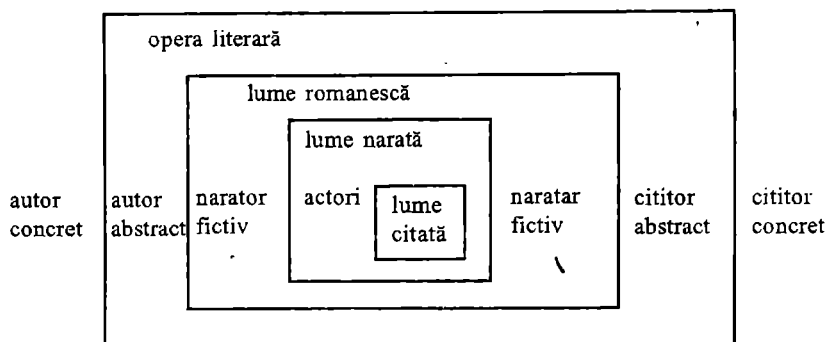 opera literară
lume romanescă
lume narată
autor concret
autor abstract
narator fictiv
actori
lume citată
naratar fictiv
cititor abstract
cititor concret